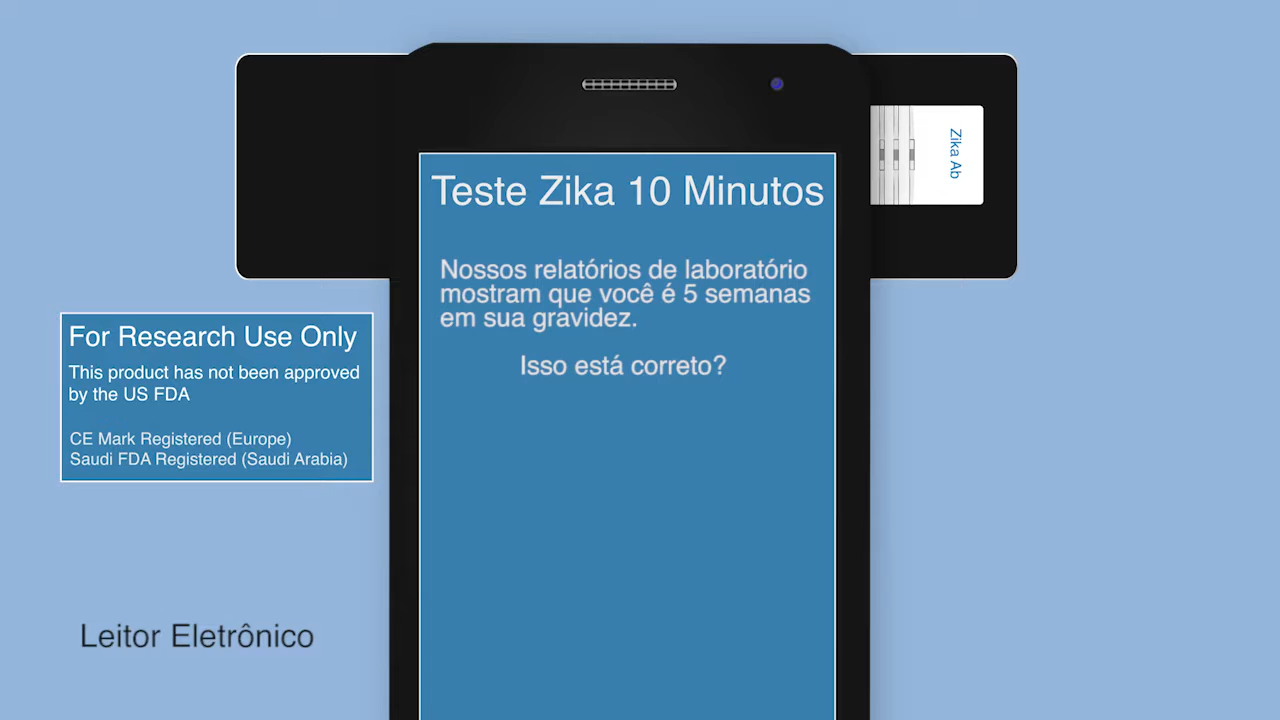 Zika Ab
Teste Zika 10 Minutos
Nossos relatórios de laboratório
mostram que você é 5 semanas
em sua gravidez.
Isso está correto?
For Research Use Only
This product has not been approved
by the US FDA
CE Mark Registered (Europe)
Saudi FDA Registered (Saudi Arabia)
Leitor Eletrônico